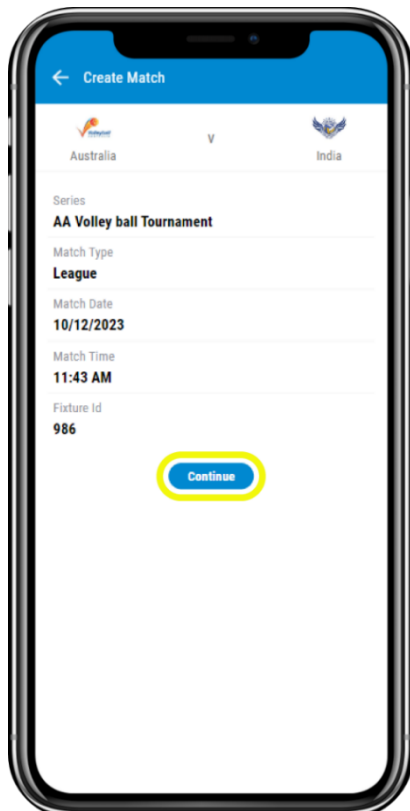 Create Match
V
Australia
India
Series
AA Volley ball Tournament
Match Type
League
Match Date
10/12/2023
Match Time
11:43 AM
Fixture Id
986
Continue